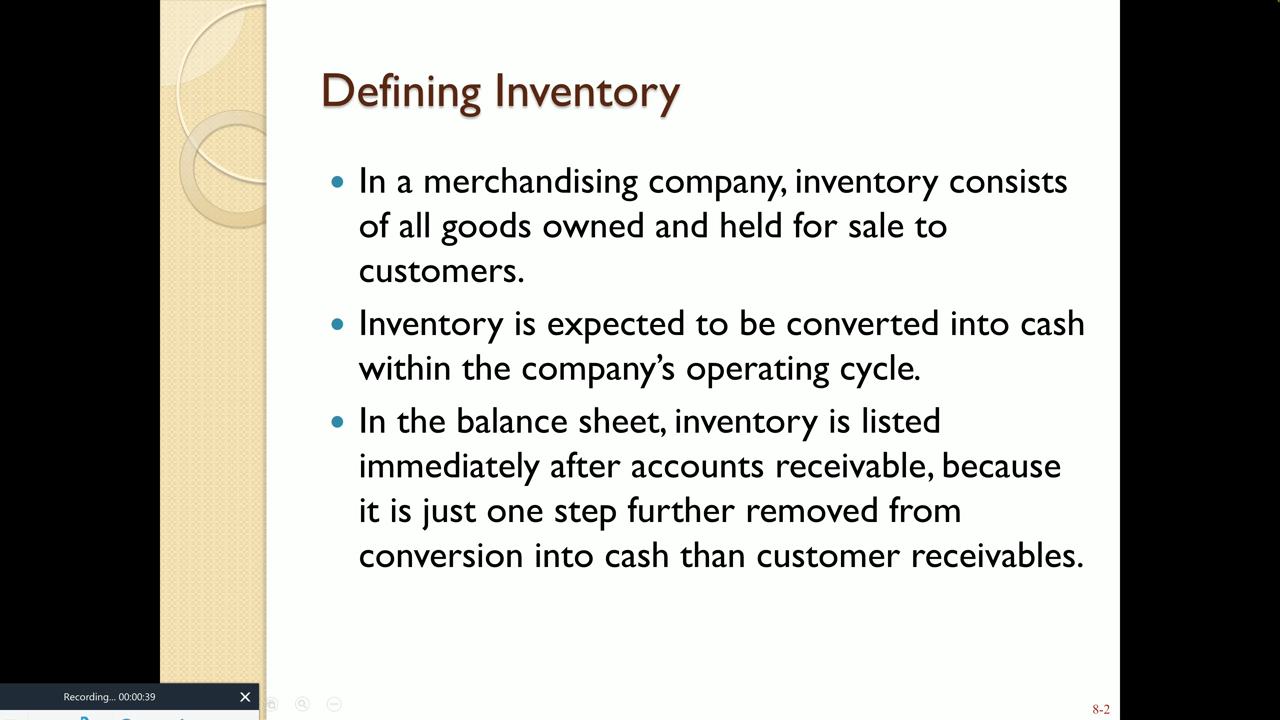 Defining Inventory
• In a merchandising company, inventory consists
of all goods owned and held for sale to
customers.
• Inventory is expected to be converted into cash
within the company’s operating cycle.
• In the balance sheet, inventory is listed
immediately after accounts receivable, because
it is just one step further removed from
conversion into cash than customer receivables.
Recording... 00:00:39
8-2